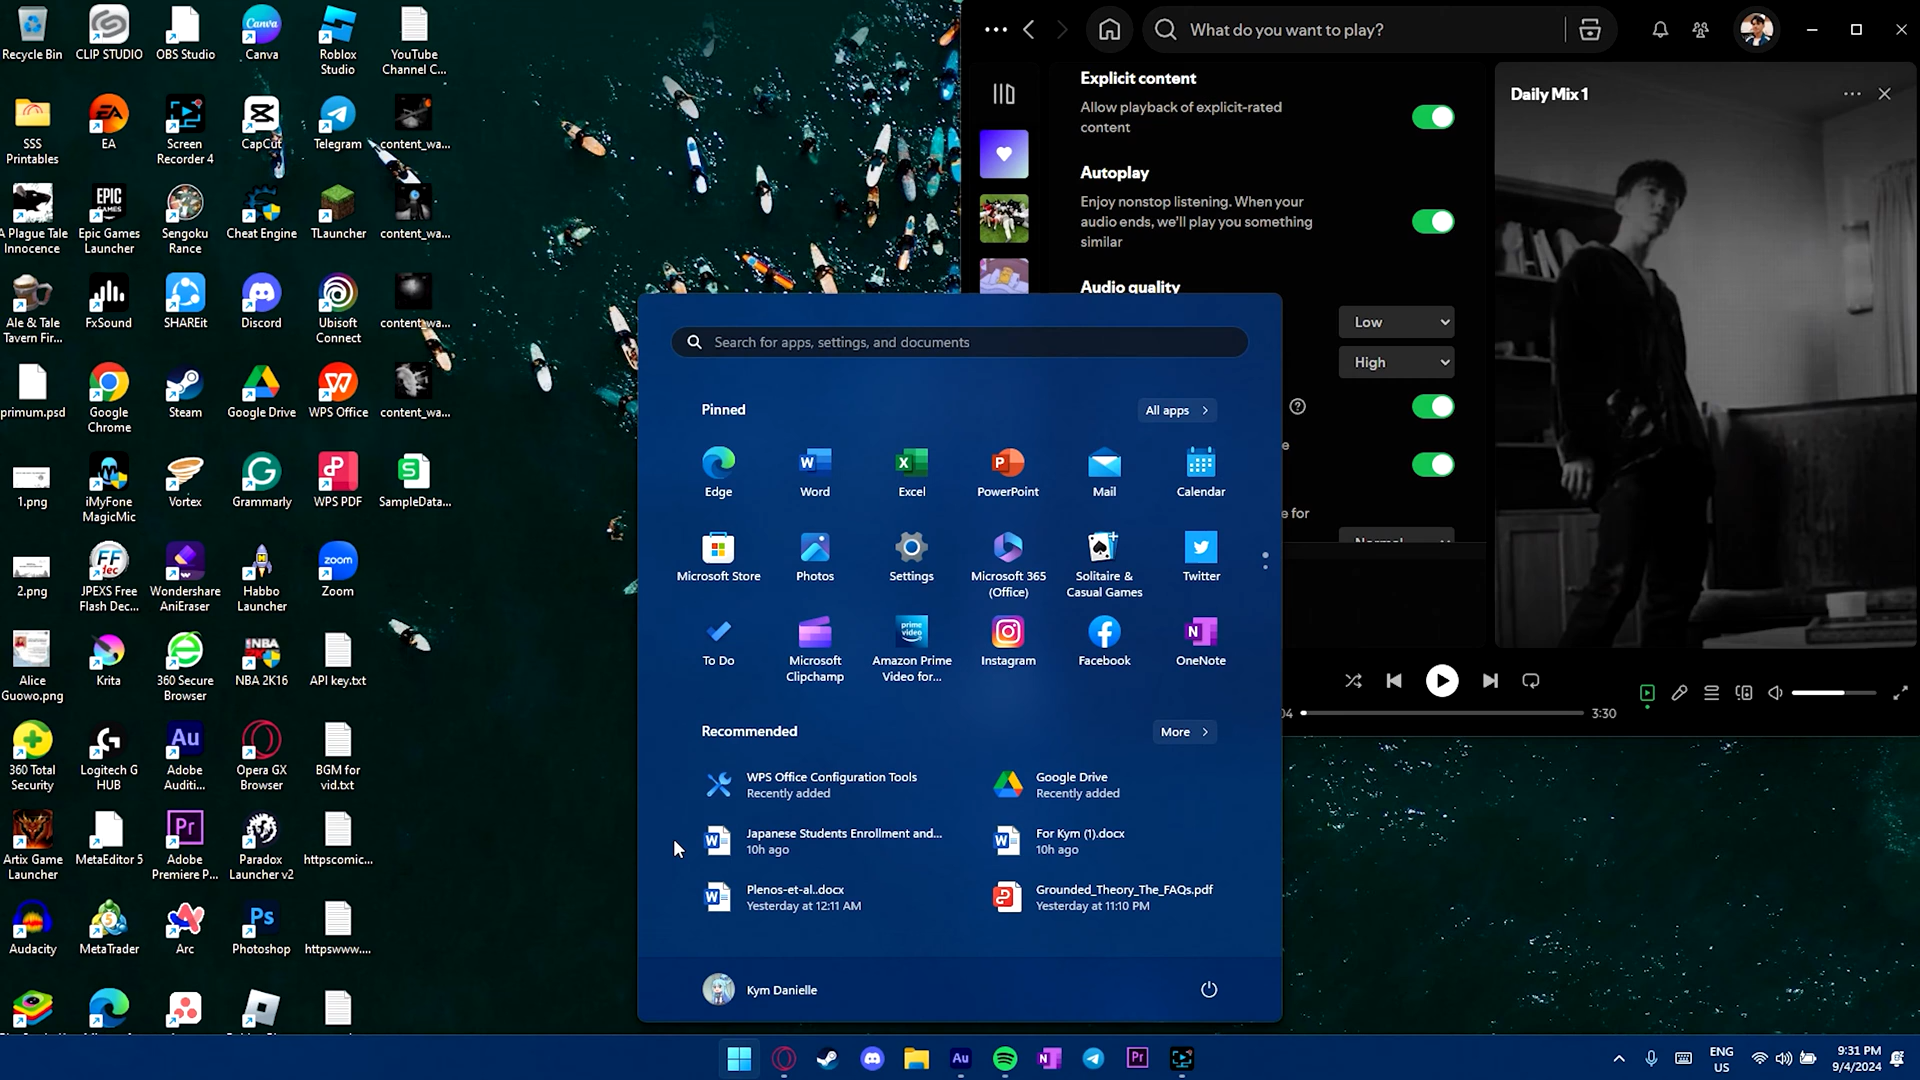 Recycle Bin
CLIP STUDIO
OBS Studio
Canva
Roblox
Studio
YouTube
Channel C...
SSS
Printables
EA
Screen
Recorder 4
CapCut
Telegram
content_wa...
A Plague Tale
Innocence
Epic Games
Launcher
Sengoku
Rance
Cheat Engine
TLauncher
content_wa...
Ale & Tale
Tavern Fir...
FxSound
SHAREit
Discord
Ubisoft
Connect
content_wa...
primum.psd
Google
Chrome
Steam
Google Drive
WPS Office
content_wa...
1.png
iMyFone
MagicMic
Vortex
Grammarly
WPS PDF
SampleData...
2.png
JPEXS Free
Flash Dec...
Wondershare
AniEraser
Habbo
Launcher
Zoom
Alice
Guowo.png
Krita
360 Secure
Browser
NBA 2K16
API key.txt
360 Total
Security
Logitech G
HUB
Adobe
Auditi...
Opera GX
Browser
BGM for
vid.txt
Artix Game
Launcher
MetaEditor 5
Adobe
Premiere P...
Paradox
Launcher v2
httpscomic...
Audacity
MetaTrader
Arc
Photoshop
httpswww....
What do you want to play?
Explicit content
Allow playback of explicit-rated
content
Autoplay
Enjoy nonstop listening. When your
audio ends, we'll play you something
similar
Audio quality
Low
High
e
e for
Normal
Daily Mix 1
04
3:30
Search for apps, settings, and documents
Pinned
All apps
Edge
Word
Excel
PowerPoint
Mail
Calendar
Microsoft Store
Photos
Settings
Microsoft 365
(Office)
Solitaire &
Casual Games
Twitter
To Do
Microsoft
Clipchamp
prime
video
Amazon Prime
Video for...
Instagram
Facebook
OneNote
Recommended
More
WPS Office Configuration Tools
Recently added
Google Drive
Recently added
Japanese Students Enrollment and...
10h ago
For Kym (1).docx
10h ago
Plenos-et-al..docx
Yesterday at 12:11 AM
Grounded_Theory_The_FAQs.pdf
Yesterday at 11:10 PM
Kym Danielle
ENG
US
9:31 PM
9/4/2024